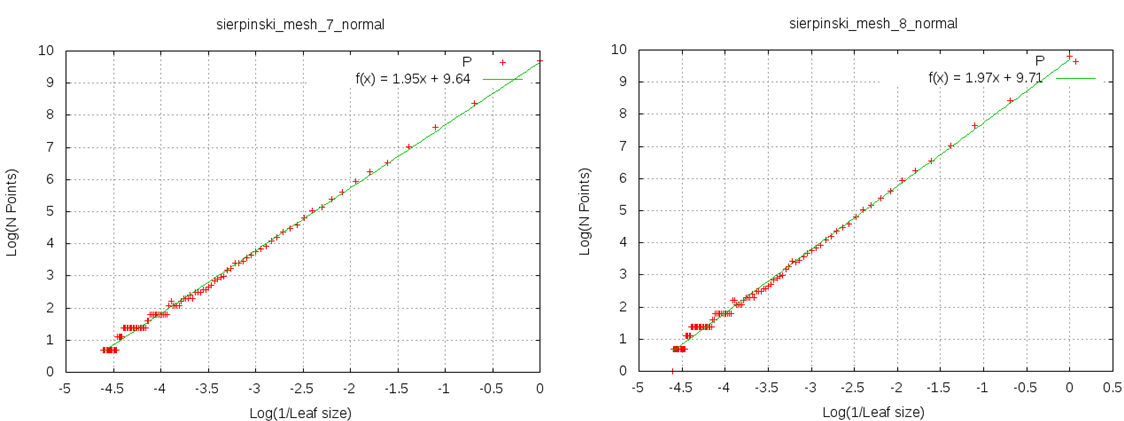 sierpinski_mesh_7_normal
10
9
8
7
6
5
4
3
2
1
0
Log(N Points)
P
f(x) = 1.95x + 9.64
-5 -4.5 -4 -3.5 -3 -2.5 -2 -1.5 -1 -0.5 0
Log(1/Leaf size)
sierpinski_mesh_8_normal
10
9
8
7
6
5
4
3
2
1
0
Log(N Points)
P
f(x) = 1.97x + 9.71
-5 -4.5 -4 -3.5 -3 -2.5 -2 -1.5 -1 -0.5 0 0.5
Log(1/Leaf size)